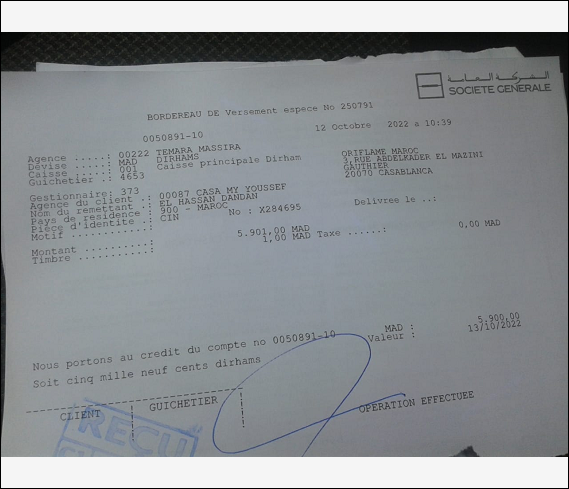 الشركة العامة
SOCIETE GENERALE
BORDEREAU DE Versement espece No 250791
0050891-10
12 Octobre 2022 a 10:39
Agence .....: 00222 TEMARA MASSIRA
Devise .....: MAD DIRHAMS
Caisse .....: 001 Caisse principale Dirham
Guichetier : 4653
ORIFLAME MAROC
3,RUE ABDELKADER EL MAZINI
GAUTHIER
20070 CASABLANCA
Gestionnaire: 373
Agence du client .: 00087 CASA MY YOUSSEF
Nom du remettant .: EL HASSAN DANDAN
Pays de residence : 900 - MAROC
Pièce d'identite .: CIN No : X284695 Delivree le ..:
Motif ............:
Montant ..........: 5.901,00 MAD
Timbre ...........: 1,00 MAD Taxe ......: 0,00 MAD
Nous portons au credit du compte no 0050891-10 MAD : 5.900,00
Valeur : 13/10/2022
Soit cinq mille neuf cents dirhams
CLIENT GUICHETIER OPERATION EFFECTUEE
RECU